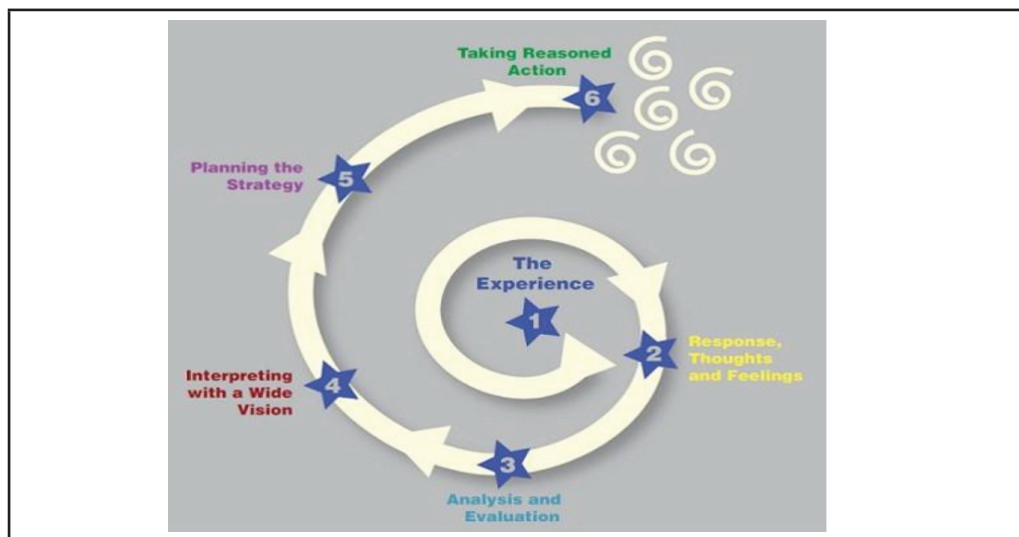 Taking Reasoned
Action
6
Planning the
Strategy
5
The
Experience
1
2
Response,
Thoughts
and Feelings
Interpreting
with a Wide
Vision
4
3
Analysis and
Evaluation